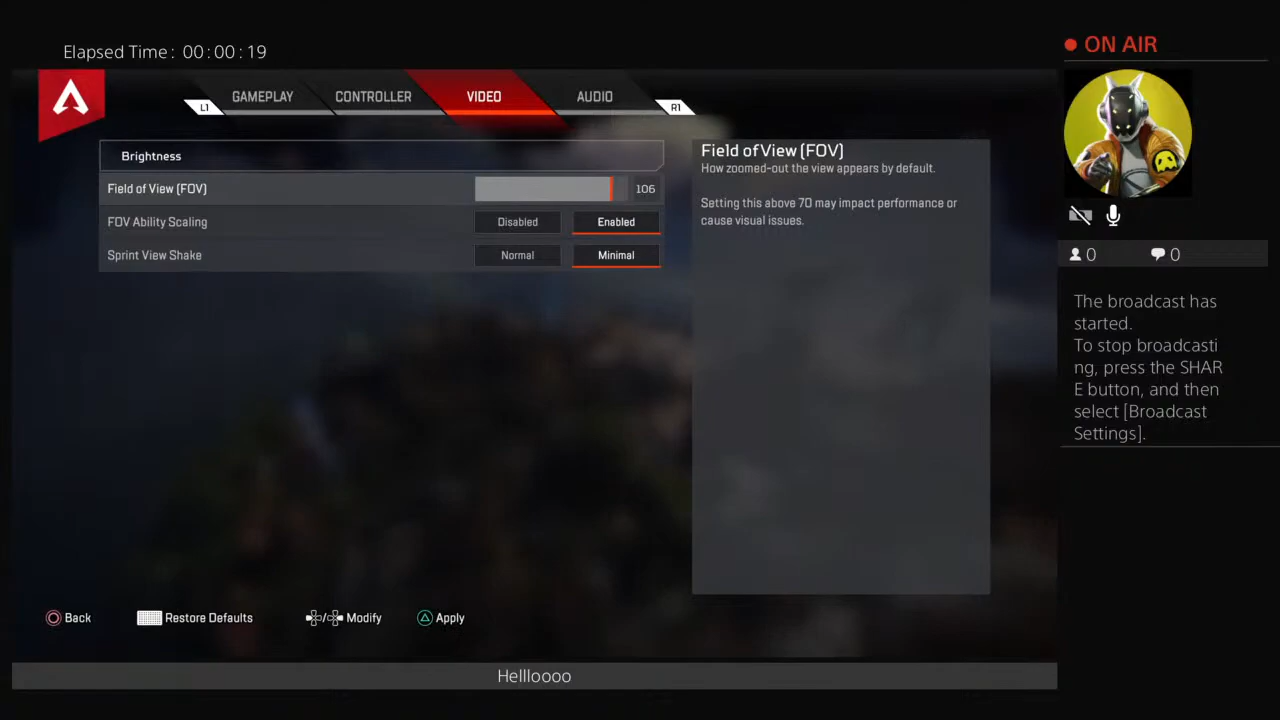 Elapsed Time: 00:00:19
ON AIR
L1 GAMEPLAY CONTROLLER VIDEO AUDIO R1
Brightness
Field of View (FOV) 106
FOV Ability Scaling Disabled Enabled
Sprint View Shake Normal Minimal
Field of View (FOV)
How zoomed-out the view appears by default.
Setting this above 70 may impact performance or
cause visual issues.
0 0
The broadcast has
started.
To stop broadcasti
ng, press the SHAR
E button, and then
select [Broadcast
Settings].
Back Restore Defaults / Modify Apply
Hellloooo